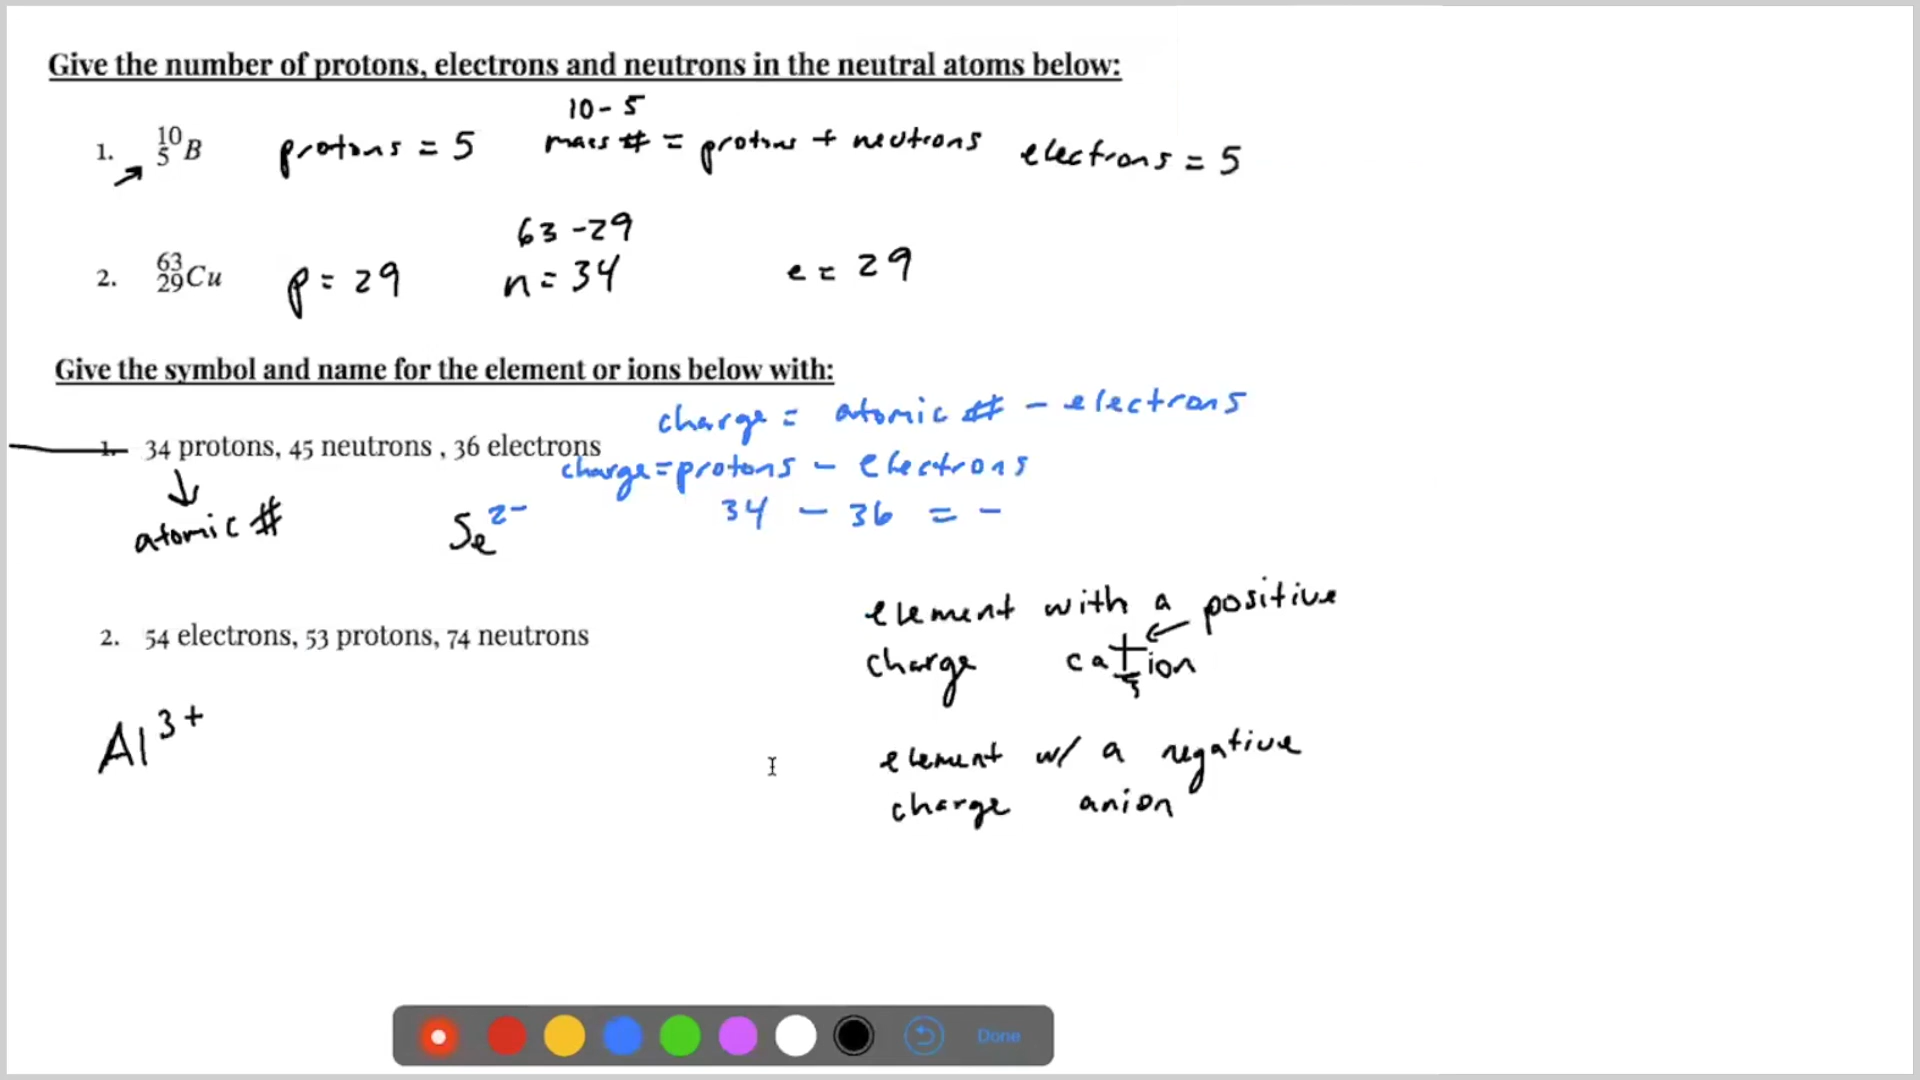 Give the number of protons, electrons and neutrons in the neutral atoms below:
10 - 5
1. ¹⁰₅B protons = 5 mass # = protons + neutrons electrons = 5
63 - 29
2. ⁶³₂₉Cu p = 29 n = 34 e = 29
Give the symbol and name for the element or ions below with:
charge = atomic # - electrons
1. 34 protons, 45 neutrons , 36 electrons
charge = protons - electrons
34 - 36 = -
atomic # Se²⁻
element with a positive
2. 54 electrons, 53 protons, 74 neutrons
charge cation
Al³⁺
element w/ a negative
charge anion
Done